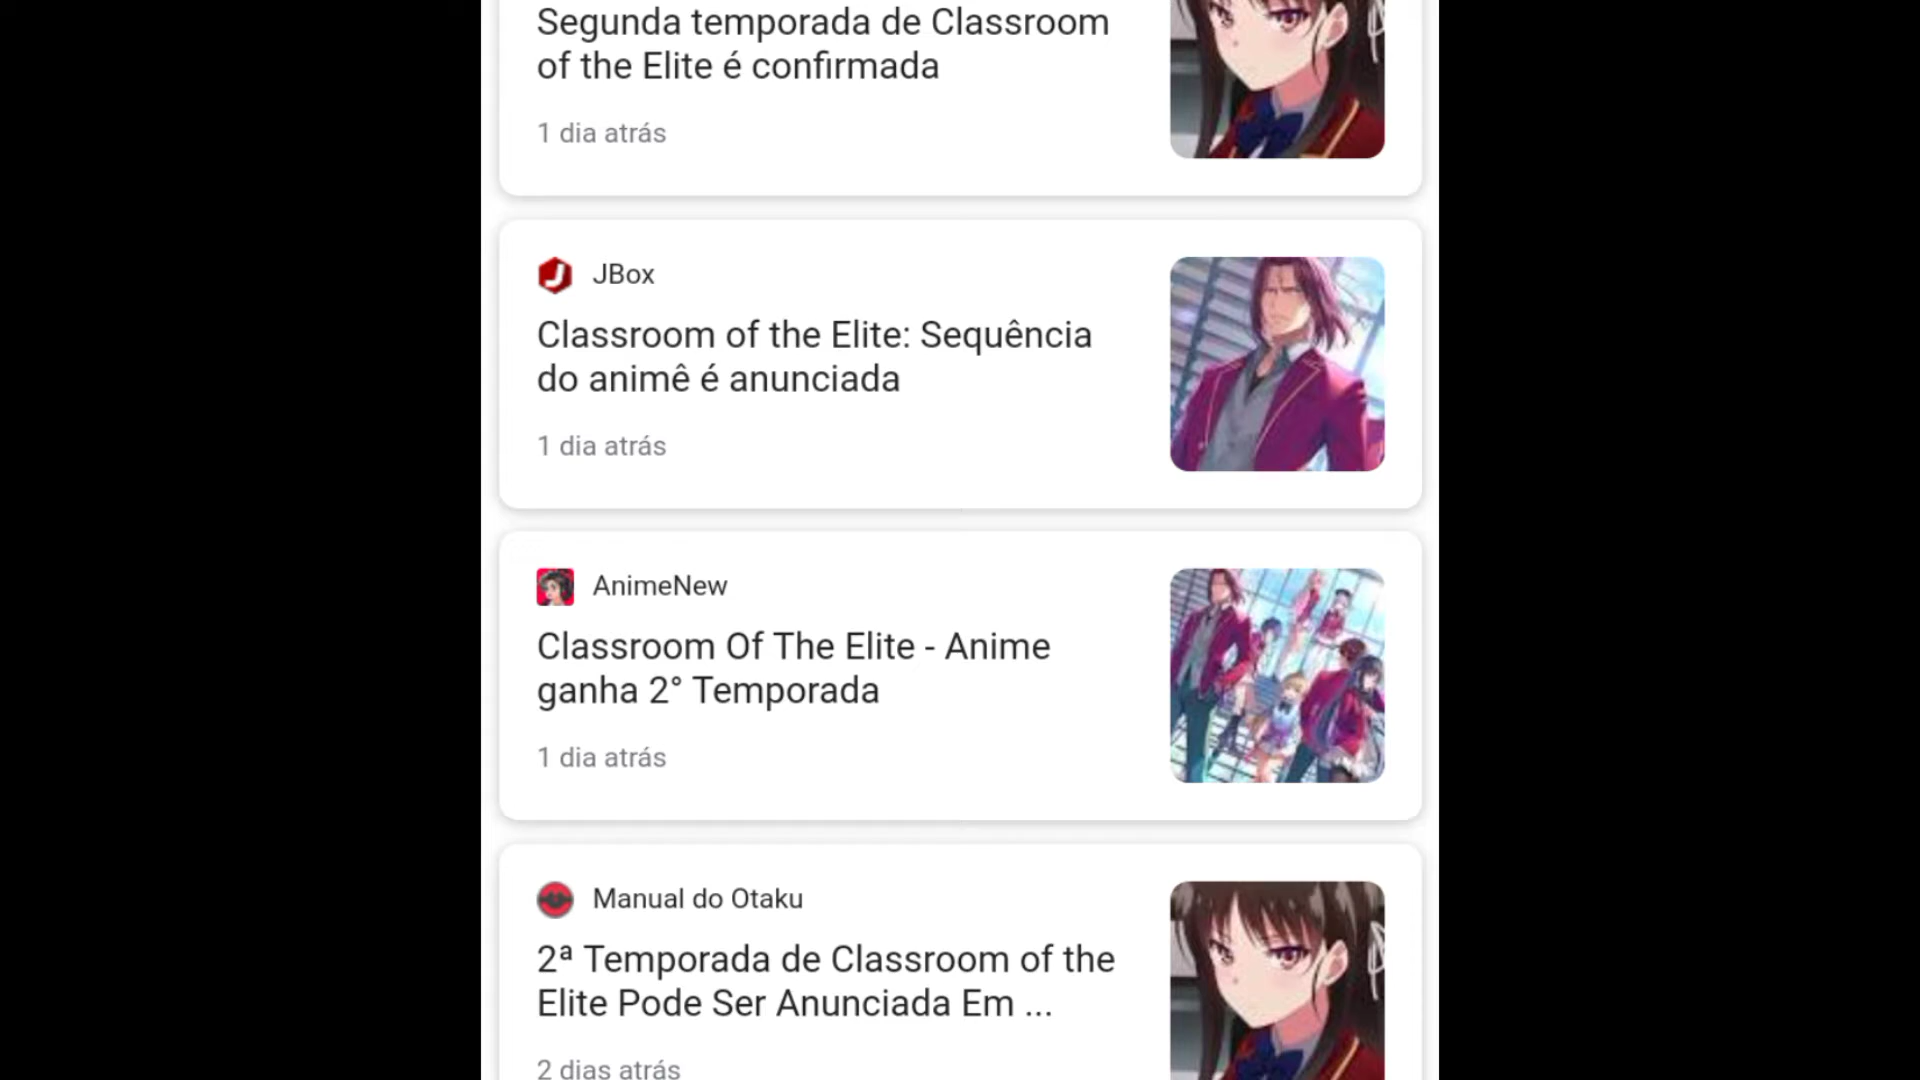 Segunda temporada de Classroom
of the Elite é confirmada
1 dia atrás
JBox
Classroom of the Elite: Sequência
do animê é anunciada
1 dia atrás
AnimeNew
Classroom Of The Elite - Anime
ganha 2° Temporada
1 dia atrás
Manual do Otaku
2ª Temporada de Classroom of the
Elite Pode Ser Anunciada Em ...
2 dias atrás